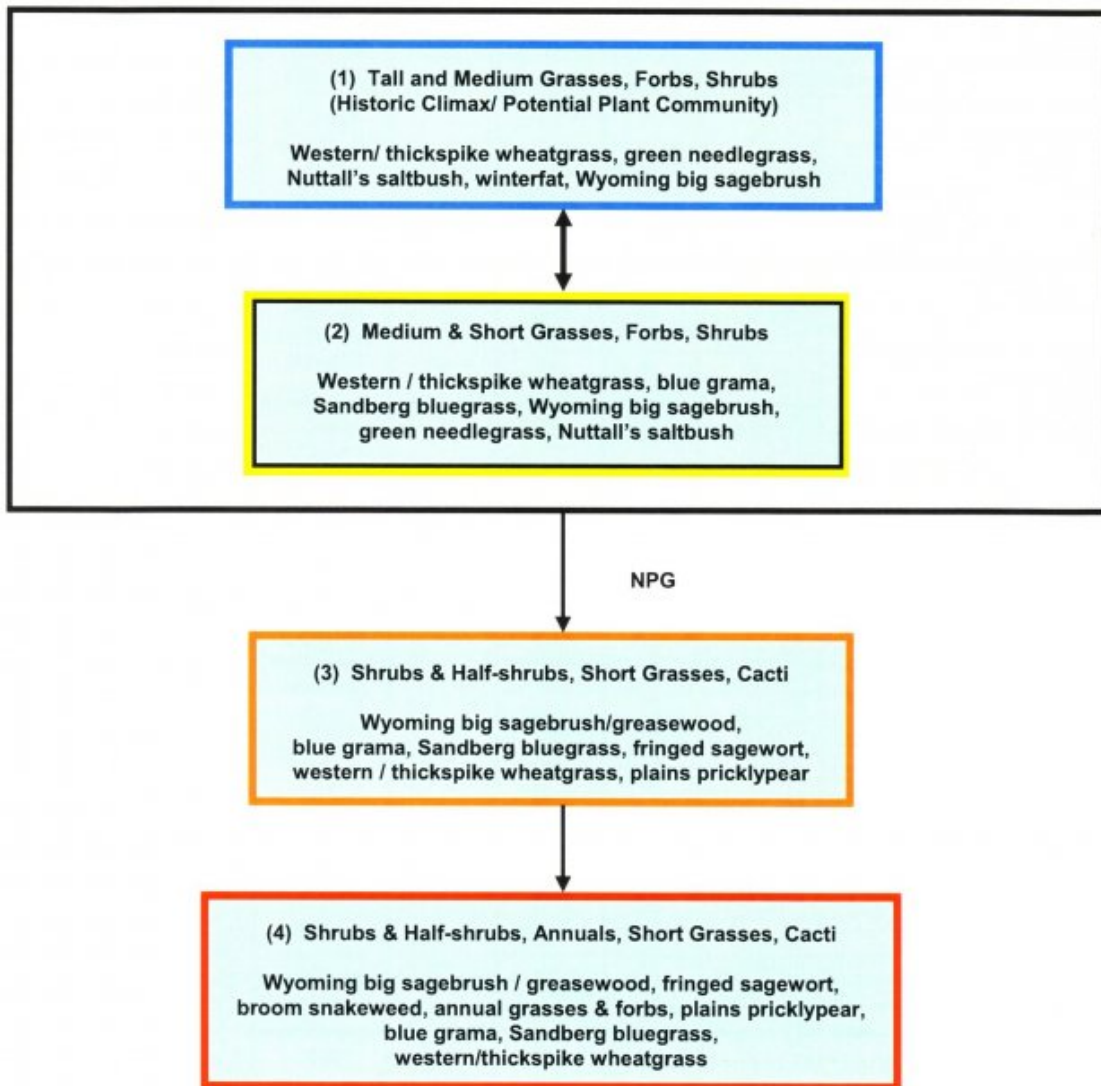 (1) Tall and Medium Grasses, Forbs, Shrubs
(Historic Climax/ Potential Plant Community)
Western/ thickspike wheatgrass, green needlegrass,
Nuttall's saltbush, winterfat, Wyoming big sagebrush
(2) Medium & Short Grasses, Forbs, Shrubs
Western / thickspike wheatgrass, blue grama,
Sandberg bluegrass, Wyoming big sagebrush,
green needlegrass, Nuttall's saltbush
NPG
(3) Shrubs & Half-shrubs, Short Grasses, Cacti
Wyoming big sagebrush/greasewood,
blue grama, Sandberg bluegrass, fringed sagewort,
western / thickspike wheatgrass, plains pricklypear
(4) Shrubs & Half-shrubs, Annuals, Short Grasses, Cacti
Wyoming big sagebrush / greasewood, fringed sagewort,
broom snakeweed, annual grasses & forbs, plains pricklypear,
blue grama, Sandberg bluegrass,
western/thickspike wheatgrass